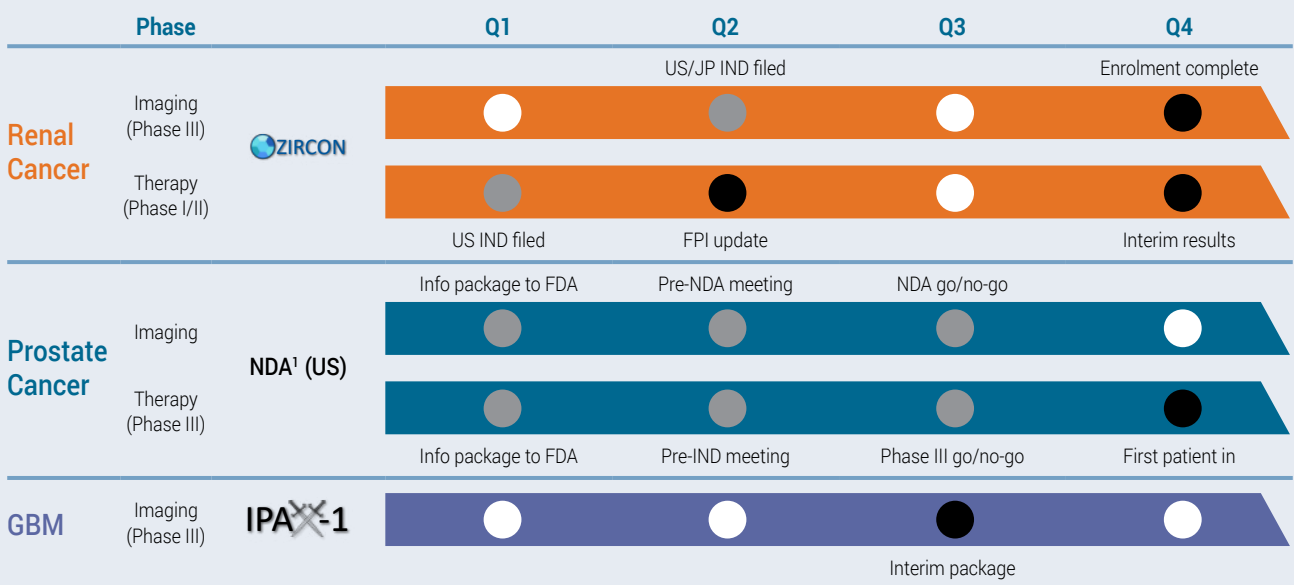 Phase Q1 Q2 Q3 Q4
US/JP IND filed Enrolment complete
Imaging
(Phase III)
Renal
Cancer
ZIRCON
Therapy
(Phase I/II)
US IND filed FPI update Interim results
Info package to FDA Pre-NDA meeting NDA go/no-go
Imaging
Prostate
Cancer
NDA¹ (US)
Therapy
(Phase III)
Info package to FDA Pre-IND meeting Phase III go/no-go First patient in
GBM
Imaging
(Phase III)
IPAX-1
Interim package